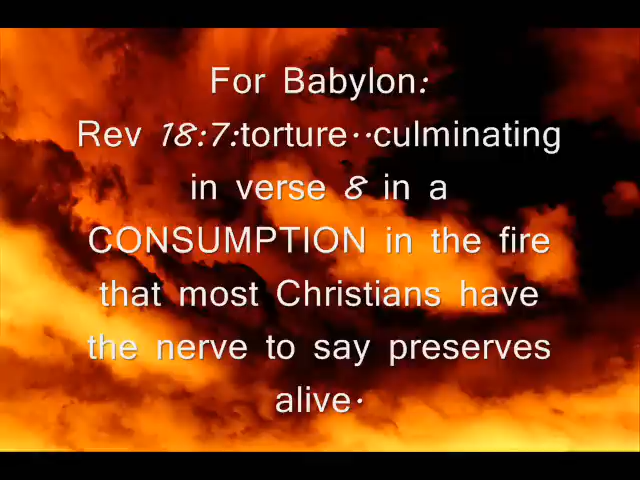 For Babylon:
Rev 18:7:torture··culminating
in verse 8 in a
CONSUMPTION in the fire
that most Christians have
the nerve to say preserves
alive·